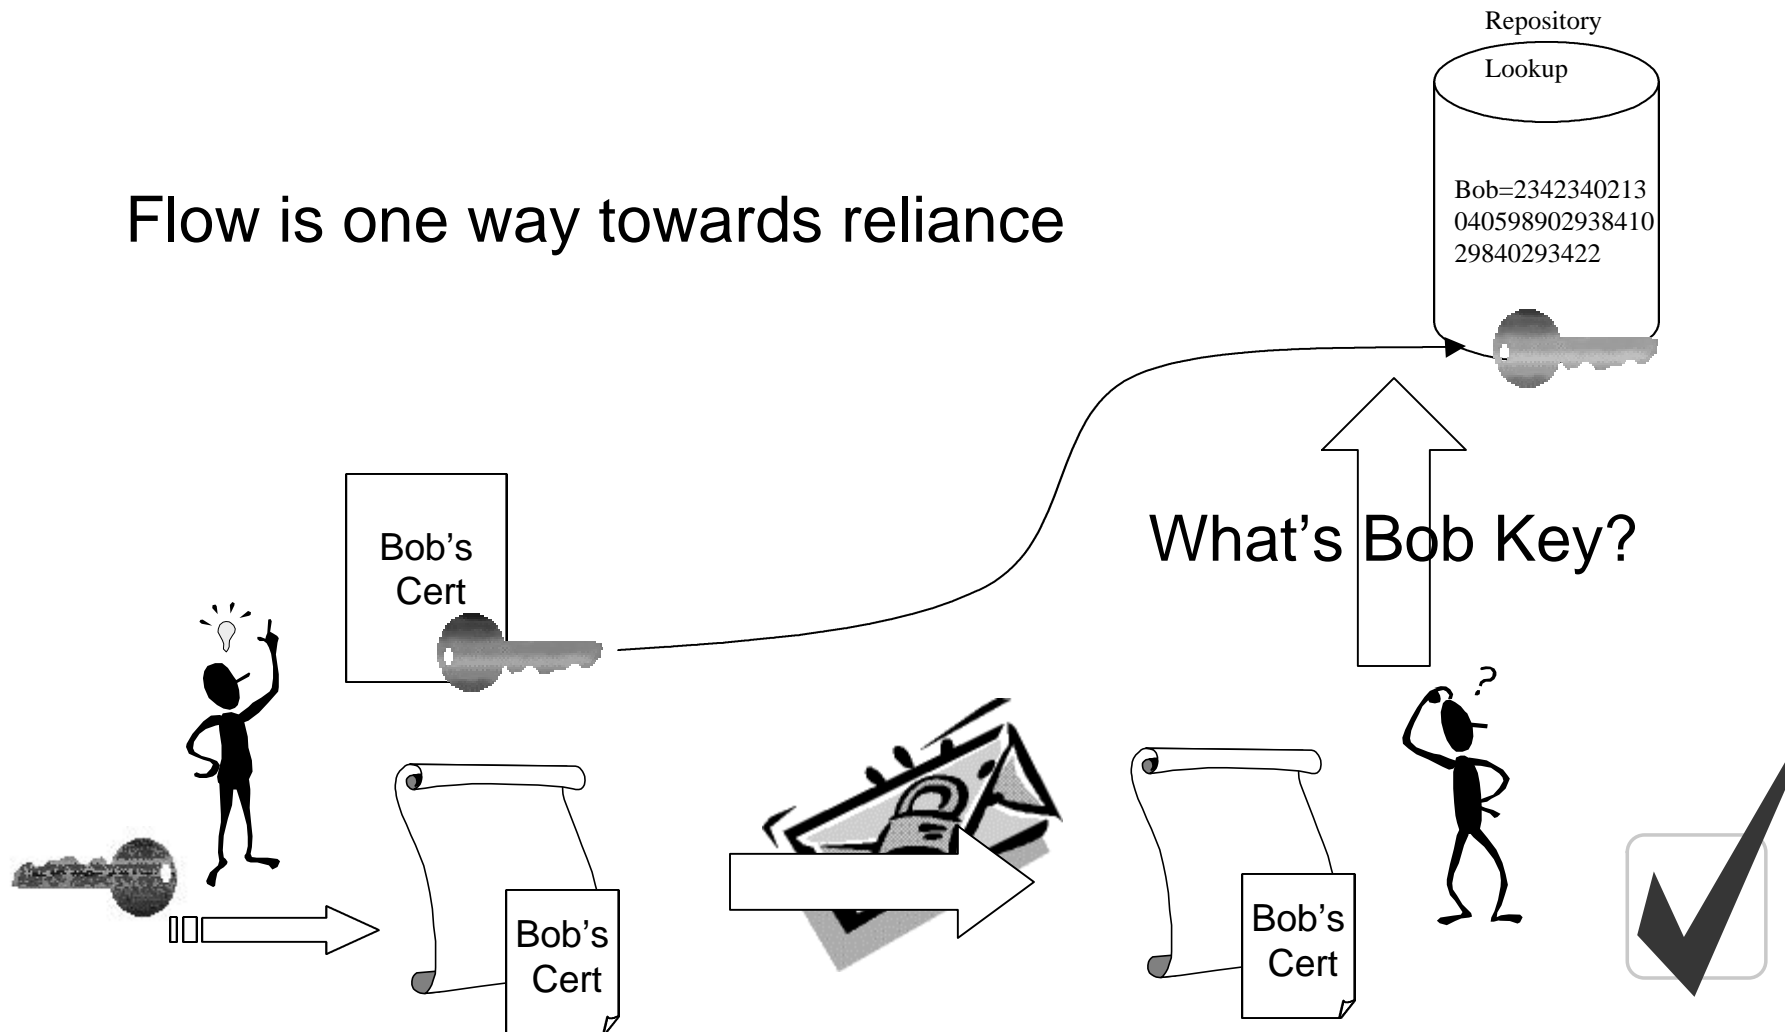 Repository
Lookup
Bob=2342340213
040598902938410
29840293422
Flow is one way towards reliance
What's Bob Key?
Bob's
Cert
?
Bob's
Cert
Bob's
Cert